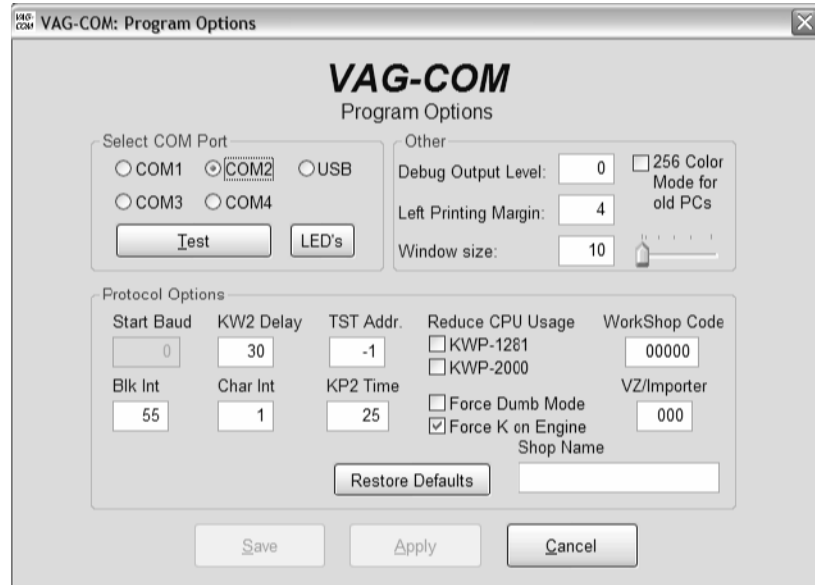 VAG-COM
VAG-COM: Program Options
VAG-COM
Program Options
Select COM Port
COM1 COM2 USB
COM3 COM4
Test LED's
Other
Debug Output Level: 0
Left Printing Margin: 4
Window size: 10
256 Color
Mode for
old PCs
Protocol Options
Start Baud KW2 Delay TST Addr. Reduce CPU Usage WorkShop Code
0 30 -1 KWP-1281 00000
KWP-2000
Blk Int Char Int KP2 Time VZ/Importer
55 1 25 Force Dumb Mode 000
Force K on Engine
Shop Name
Restore Defaults
Save Apply Cancel